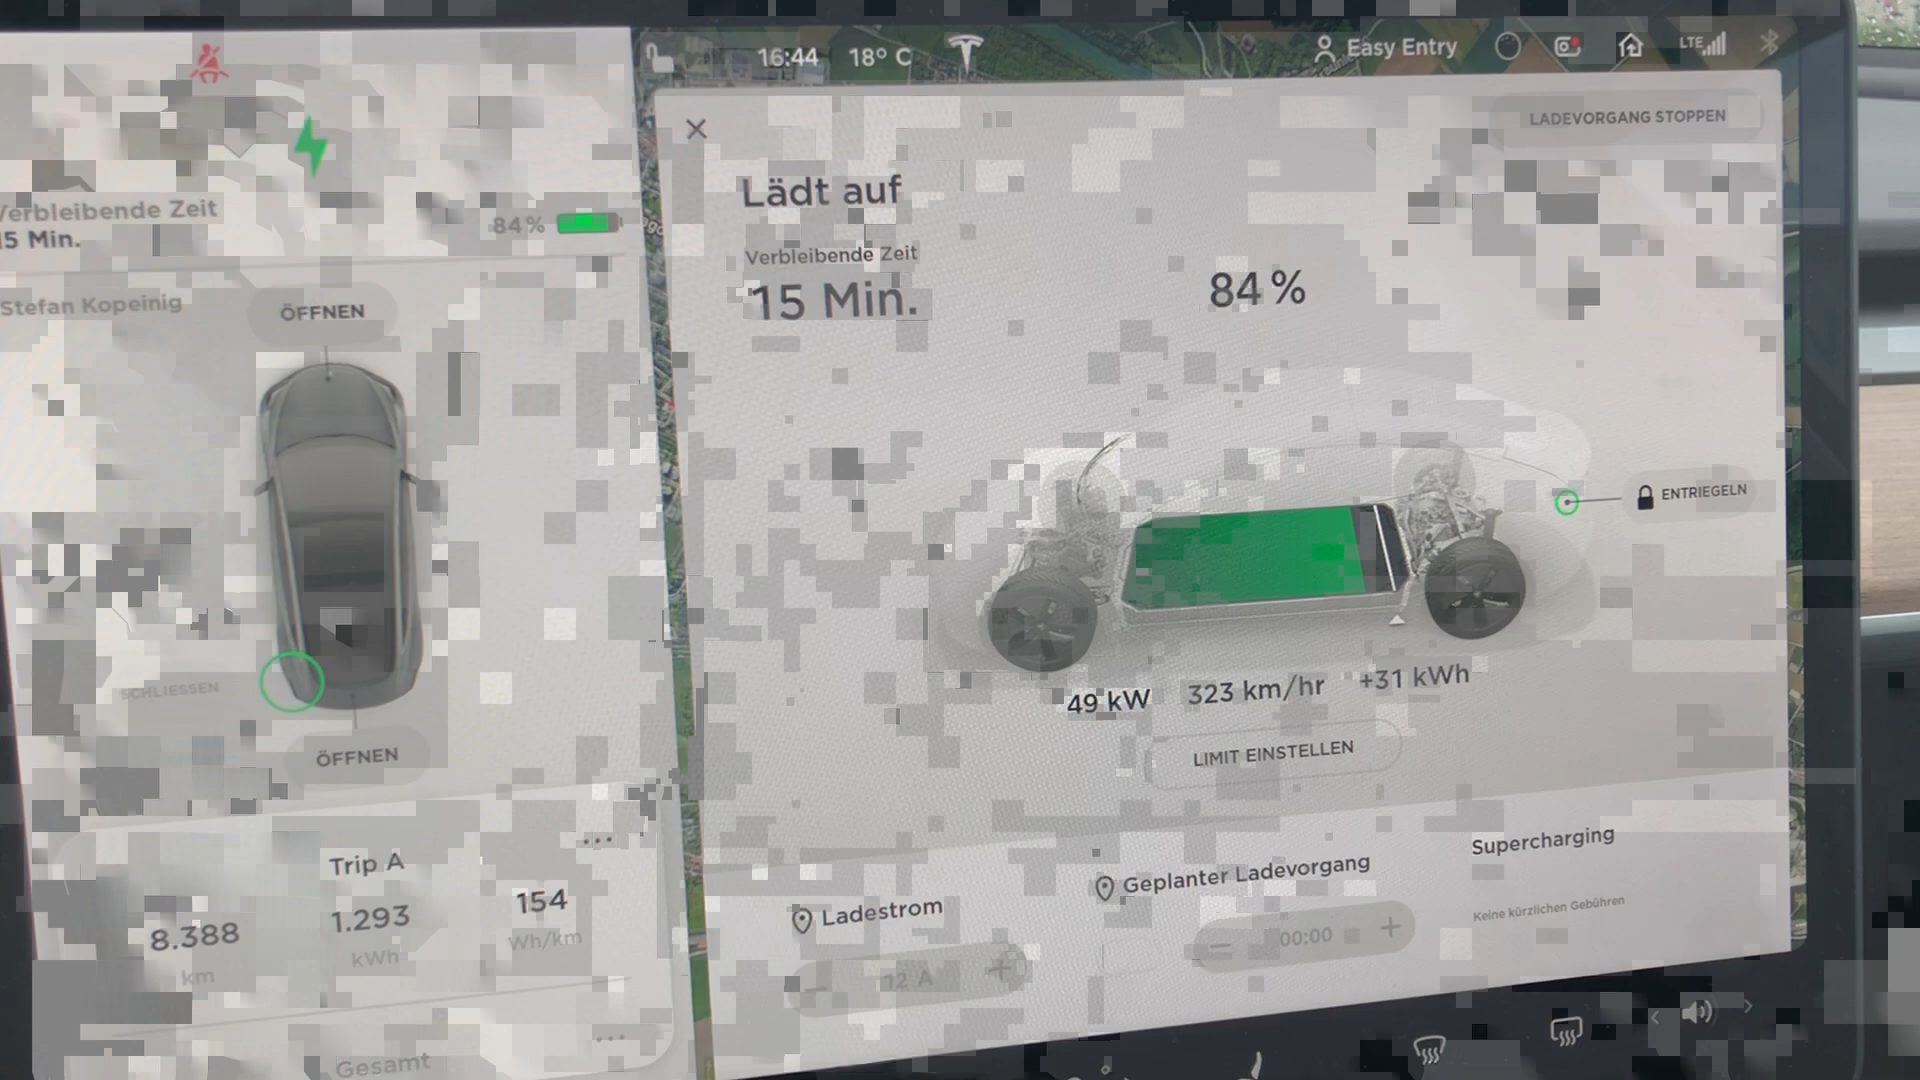 16:44 18° C Easy Entry LTE
LADEVORGANG STOPPEN
Verbleibende Zeit
15 Min.
84 %
Stefan Kopeinig
ÖFFNEN
SCHLIESSEN
ÖFFNEN
Trip A
8.388 1.293 154
km kWh Wh/km
Gesamt
Lädt auf
Verbleibende Zeit
15 Min.
84 %
ENTRIEGELN
49 kW 323 km/hr +31 kWh
LIMIT EINSTELLEN
Ladestrom
12 A
Geplanter Ladevorgang
00:00
Supercharging
Keine kürzlichen Gebühren